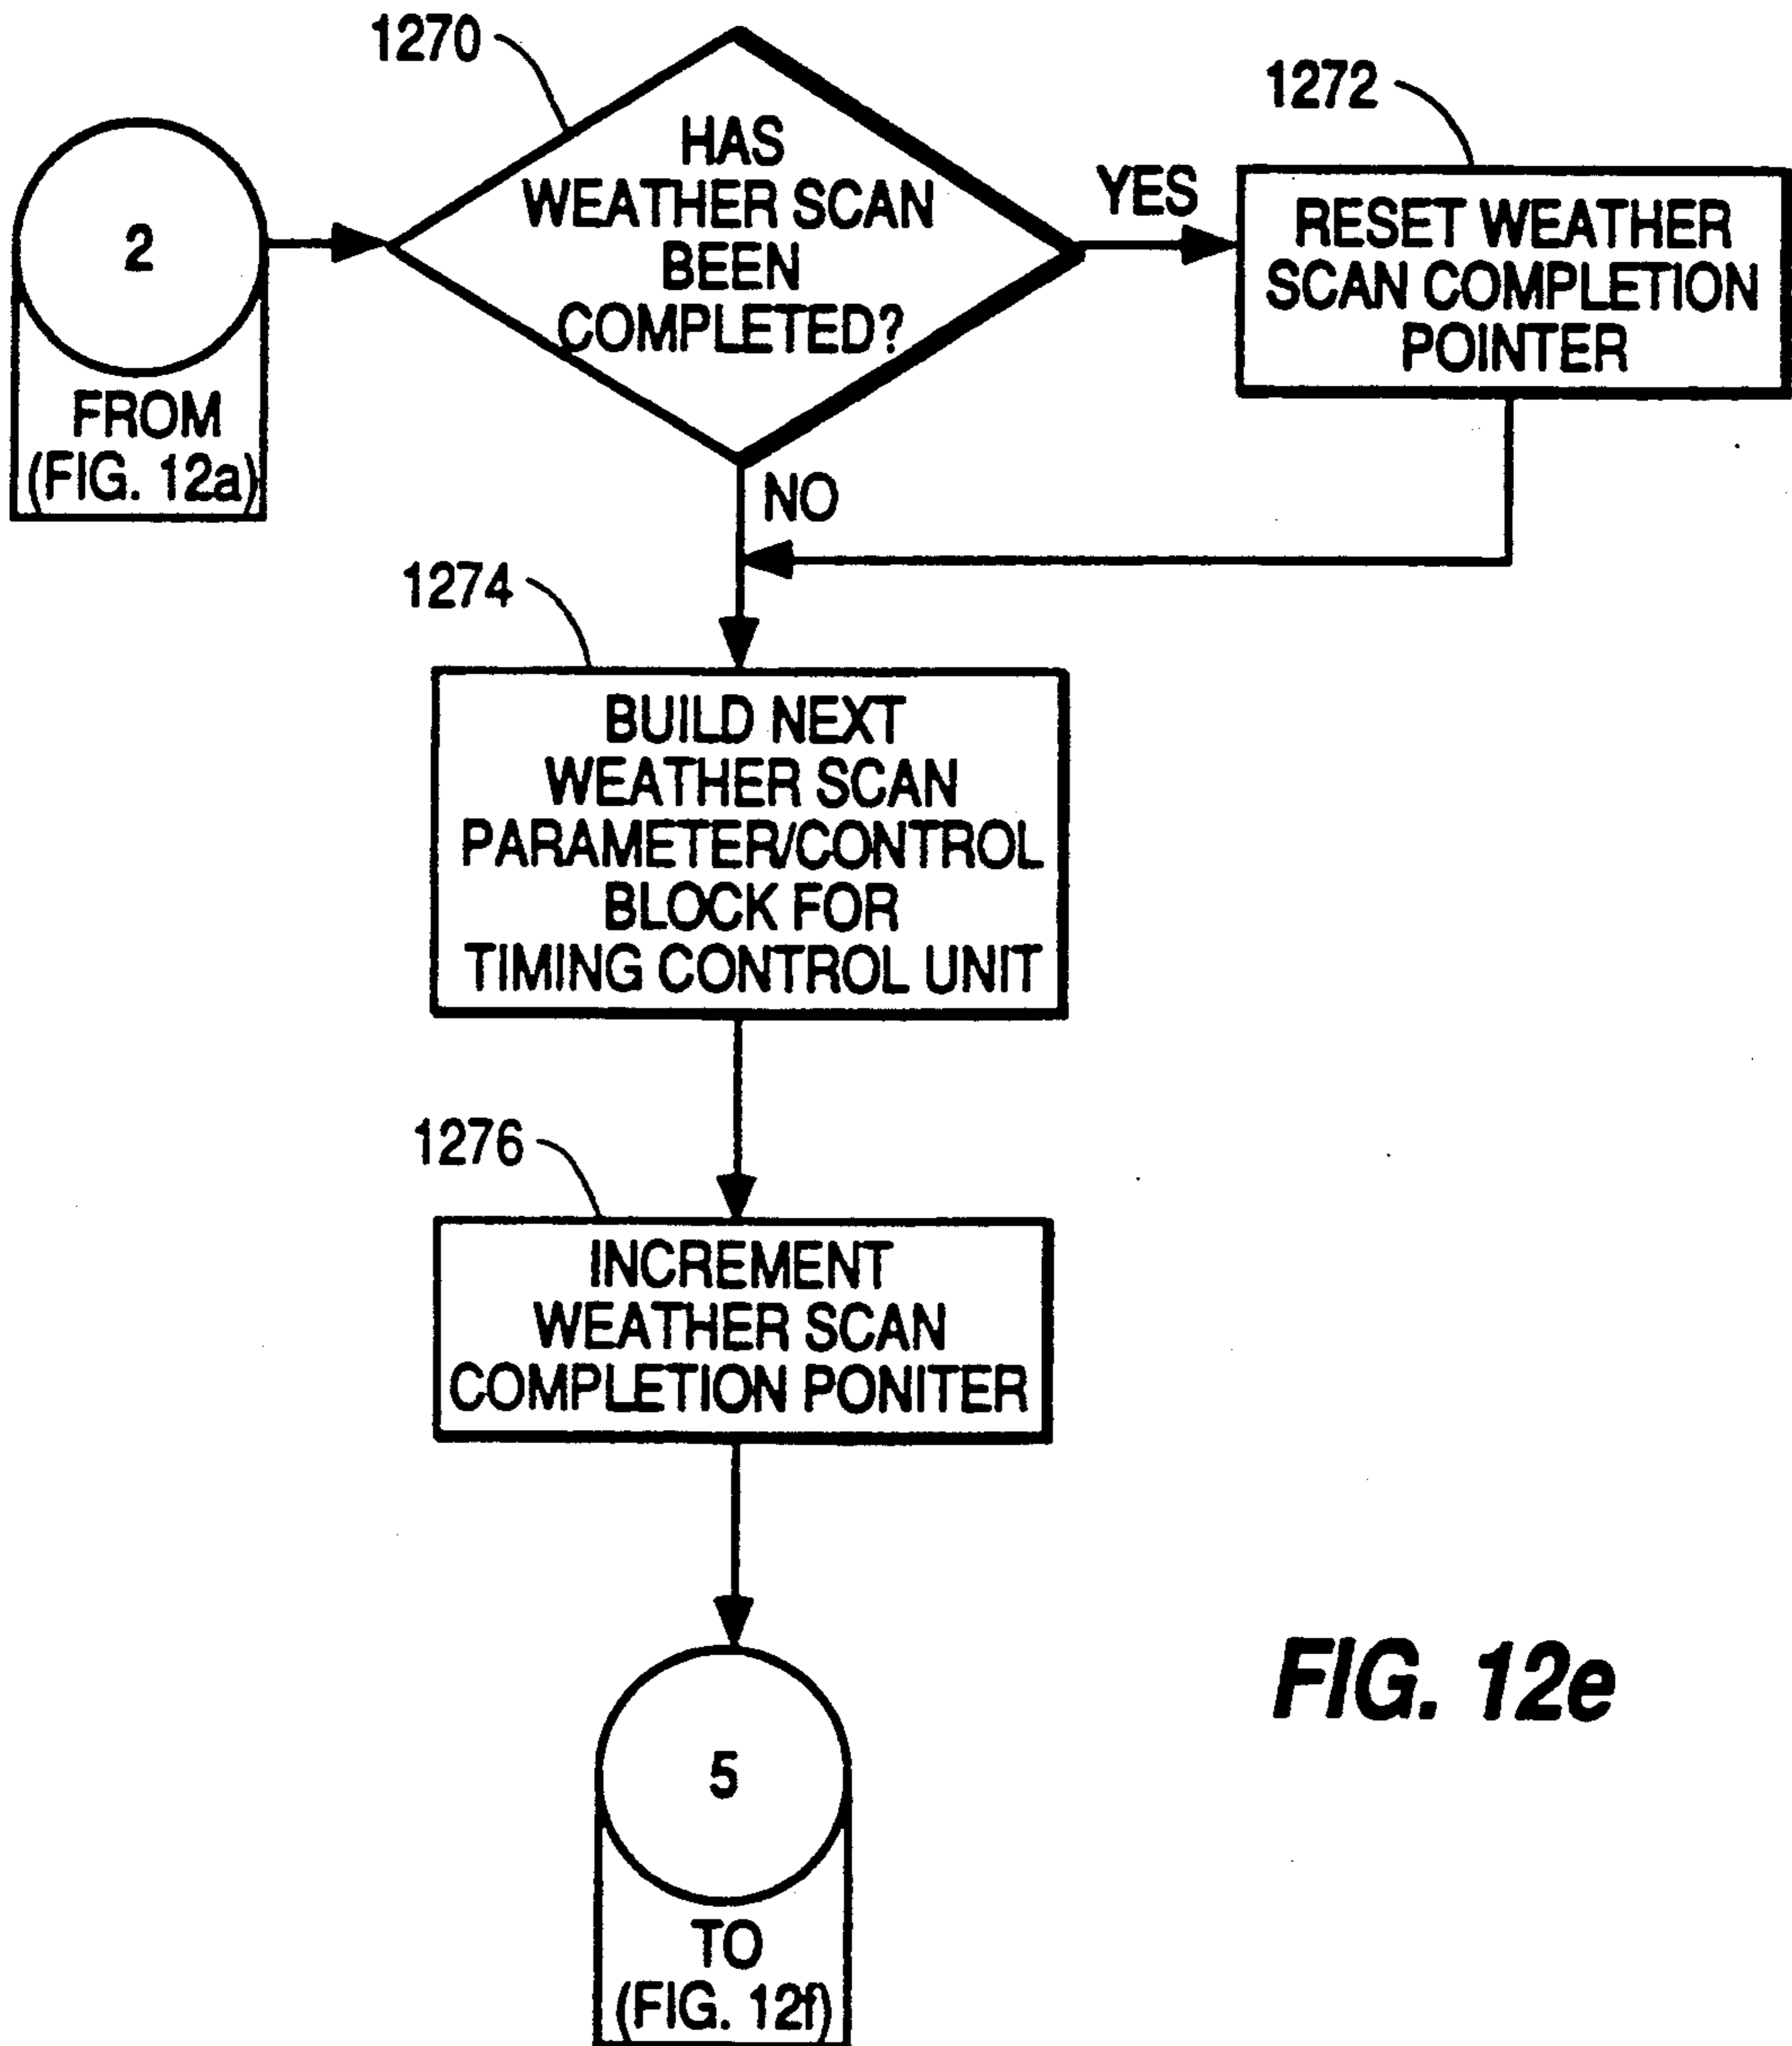 1270
HAS
WEATHER SCAN
BEEN
COMPLETED?
YES
1272
RESET WEATHER
SCAN COMPLETION
POINTER
2
FROM
(FIG. 12a)
NO
1274
BUILD NEXT
WEATHER SCAN
PARAMETER/CONTROL
BLOCK FOR
TIMING CONTROL UNIT
1276
INCREMENT
WEATHER SCAN
COMPLETION PONITER
5
TO
(FIG. 12f)
FIG. 12e